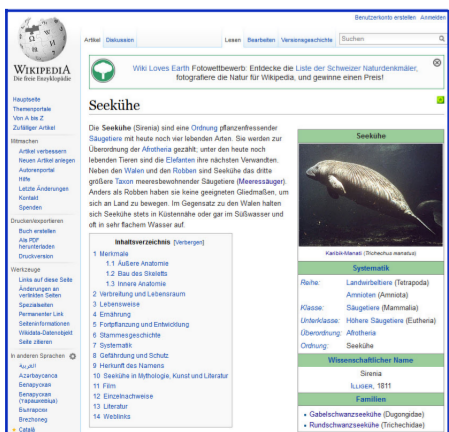 Benutzerkonto erstellen Anmelden
Artikel Diskussion Lesen Bearbeiten Versionsgeschichte Suchen
WIKIPEDIA
Die freie Enzyklopädie
Hauptseite
Themenportale
Von A bis Z
Zufälliger Artikel
Mitmachen
Artikel verbessern
Neuen Artikel anlegen
Autorenportal
Hilfe
Letzte Änderungen
Kontakt
Spenden
Drucken/exportieren
Buch erstellen
Als PDF
herunterladen
Druckversion
Werkzeuge
Links auf diese Seite
Änderungen an
verlinkten Seiten
Spezialseiten
Permanenter Link
Seiteninformationen
Wikidata-Datenobjekt
Seite zitieren
In anderen Sprachen
العربية
Azərbaycanca
Беларуская
Беларуская
(тарашкевіца)
Български
Brezhoneg
Català
Wiki Loves Earth Fotowettbewerb: Entdecke die Liste der Schweizer Naturdenkmäler,
fotografiere die Natur für Wikipedia, und gewinne einen Preis!
Seekühe
Die Seekühe (Sirenia) sind eine Ordnung pflanzenfressender
Säugetiere mit heute noch vier lebenden Arten. Sie werden zur
Überordnung der Afrotheria gezählt; unter den heute noch
lebenden Tieren sind die Elefanten ihre nächsten Verwandten.
Neben den Walen und den Robben sind Seekühe das dritte
größere Taxon meeresbewohnender Säugetiere (Meeressäuger).
Anders als Robben haben sie keine geeigneten Gliedmaßen, um
sich an Land zu bewegen. Im Gegensatz zu den Walen halten
sich Seekühe stets in Küstennähe oder gar im Süßwasser und
oft in sehr flachem Wasser auf.
Inhaltsverzeichnis [Verbergen]
1 Merkmale
1.1 Äußere Anatomie
1.2 Bau des Skeletts
1.3 Innere Anatomie
2 Verbreitung und Lebensraum
3 Lebensweise
4 Ernährung
5 Fortpflanzung und Entwicklung
6 Stammesgeschichte
7 Systematik
8 Gefährdung und Schutz
9 Herkunft des Namens
10 Seekühe in Mythologie, Kunst und Literatur
11 Film
12 Einzelnachweise
13 Literatur
14 Weblinks
Seekühe
Karibik-Manati (Trichechus manatus)
Systematik
Reihe: Landwirbeltiere (Tetrapoda)
Amnioten (Amniota)
Klasse: Säugetiere (Mammalia)
Unterklasse: Höhere Säugetiere (Eutheria)
Überordnung: Afrotheria
Ordnung: Seekühe
Wissenschaftlicher Name
Sirenia
ILLIGER, 1811
Familien
Gabelschwanzseekühe (Dugongidae)
Rundschwanzseekühe (Trichechidae)